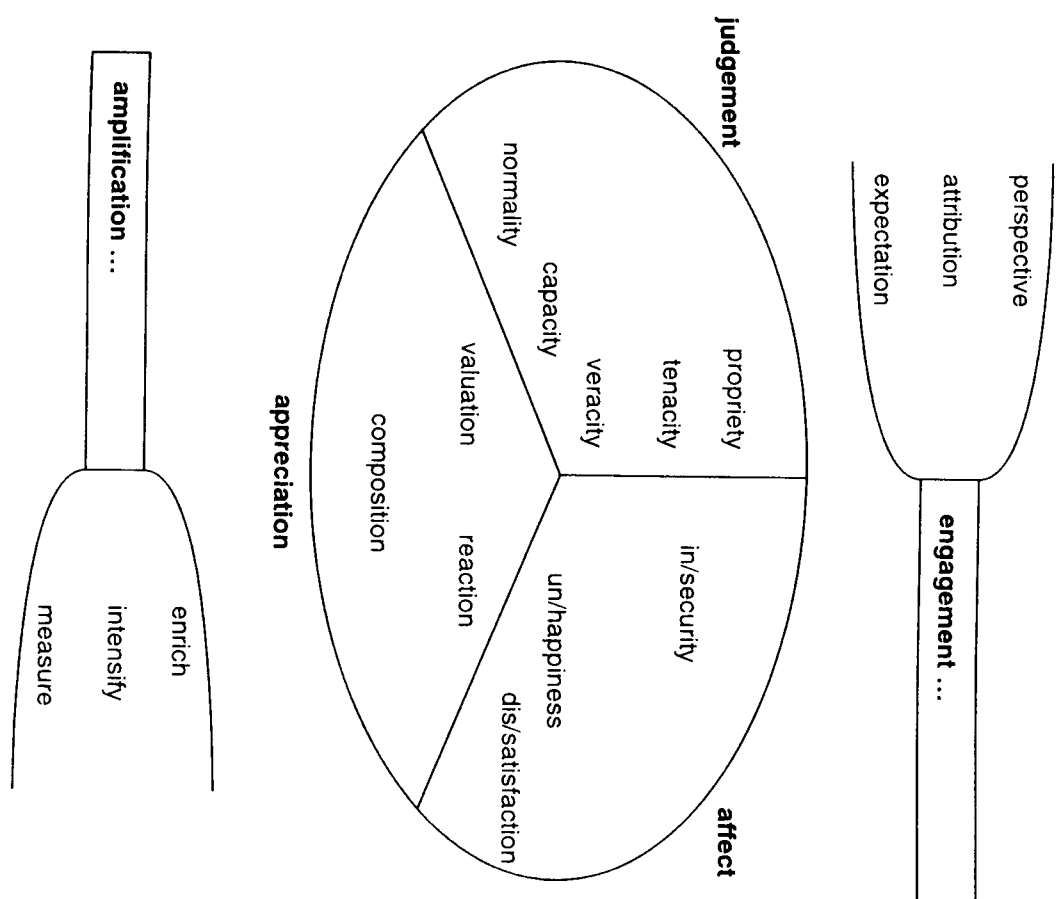 perspective
attribution
expectation
engagement ...
judgement
affect
propriety
tenacity
veracity
capacity
normality
in/security
un/happiness
dis/satisfaction
valuation
reaction
composition
appreciation
amplification ...
enrich
intensify
measure